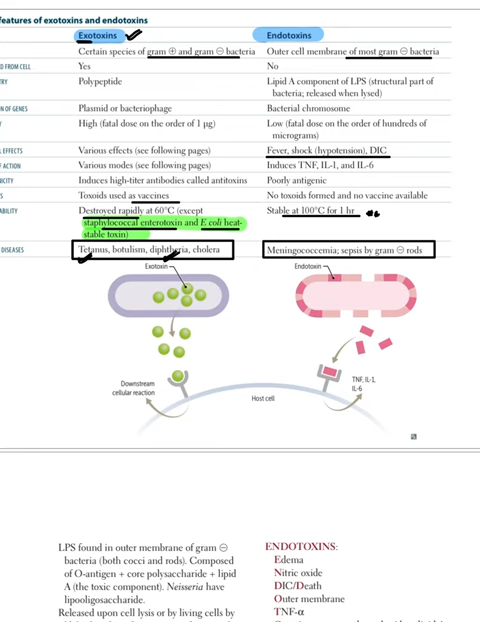 features of exotoxins and endotoxins
Exotoxins Endotoxins
Certain species of gram ⊕ and gram ⊖ bacteria Outer cell membrane of most gram ⊖ bacteria
D FROM CELL Yes No
TRY Polypeptide Lipid A component of LPS (structural part of
bacteria; released when lysed)
ON OF GENES Plasmid or bacteriophage Bacterial chromosome
High (fatal dose on the order of 1 µg) Low (fatal dose on the order of hundreds of
micrograms)
L EFFECTS Various effects (see following pages) Fever, shock (hypotension), DIC
F ACTION Various modes (see following pages) Induces TNF, IL-1, and IL-6
NICITY Induces high-titer antibodies called antitoxins Poorly antigenic
S Toxoids used as vaccines No toxoids formed and no vaccine available
ABILITY Destroyed rapidly at 60°C (except Stable at 100°C for 1 hr
staphylococcal enterotoxin and E coli heat-
stable toxin)
DISEASES Tetanus, botulism, diphtheria, cholera Meningococcemia; sepsis by gram ⊖ rods
Exotoxin Endotoxin
Downstream
cellular reaction
Host cell
TNF, IL-1,
IL-6
LPS found in outer membrane of gram ⊖
bacteria (both cocci and rods). Composed
of O-antigen + core polysaccharide + lipid
A (the toxic component). Neisseria have
lipooligosaccharide.
Released upon cell lysis or by living cells by
ENDOTOXINS:
Edema
Nitric oxide
DIC/Death
Outer membrane
TNF-α